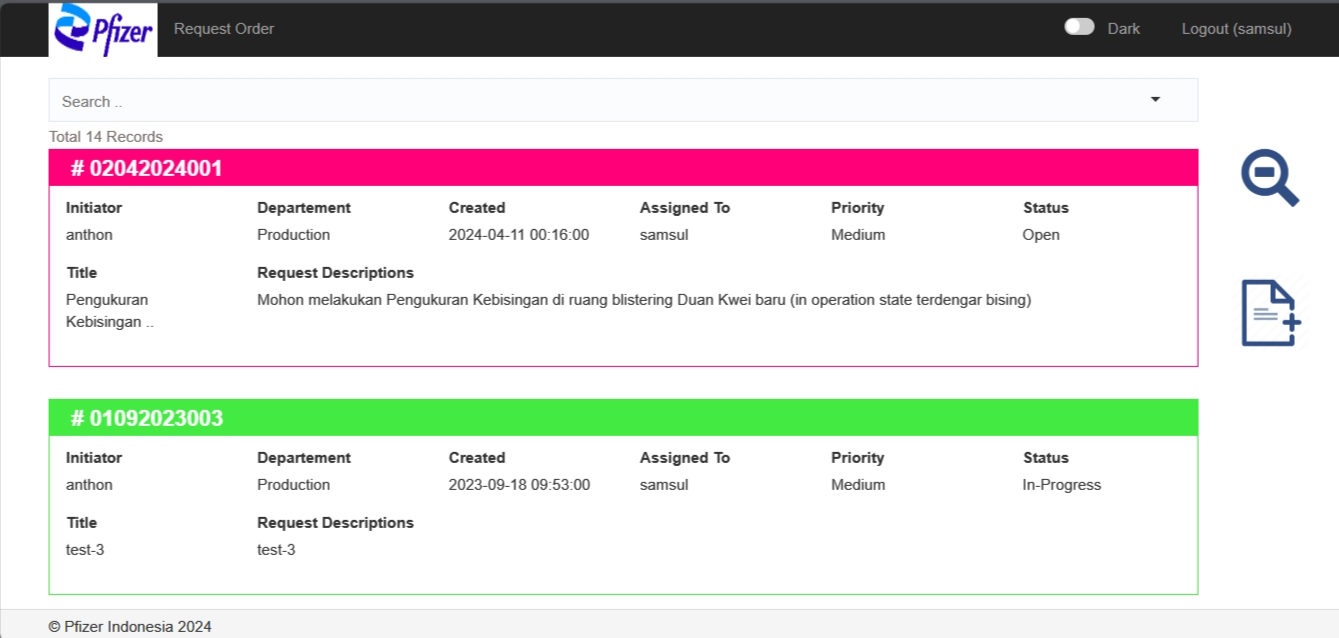 Pfizer Request Order Dark Logout (samsul)
Search ..
Total 14 Records
# 02042024001
Initiator Departement Created Assigned To Priority Status
anthon Production 2024-04-11 00:16:00 samsul Medium Open
Title Request Descriptions
Pengukuran Mohon melakukan Pengukuran Kebisingan di ruang blistering Duan Kwei baru (in operation state terdengar bising)
Kebisingan ..
# 01092023003
Initiator Departement Created Assigned To Priority Status
anthon Production 2023-09-18 09:53:00 samsul Medium In-Progress
Title Request Descriptions
test-3 test-3
© Pfizer Indonesia 2024